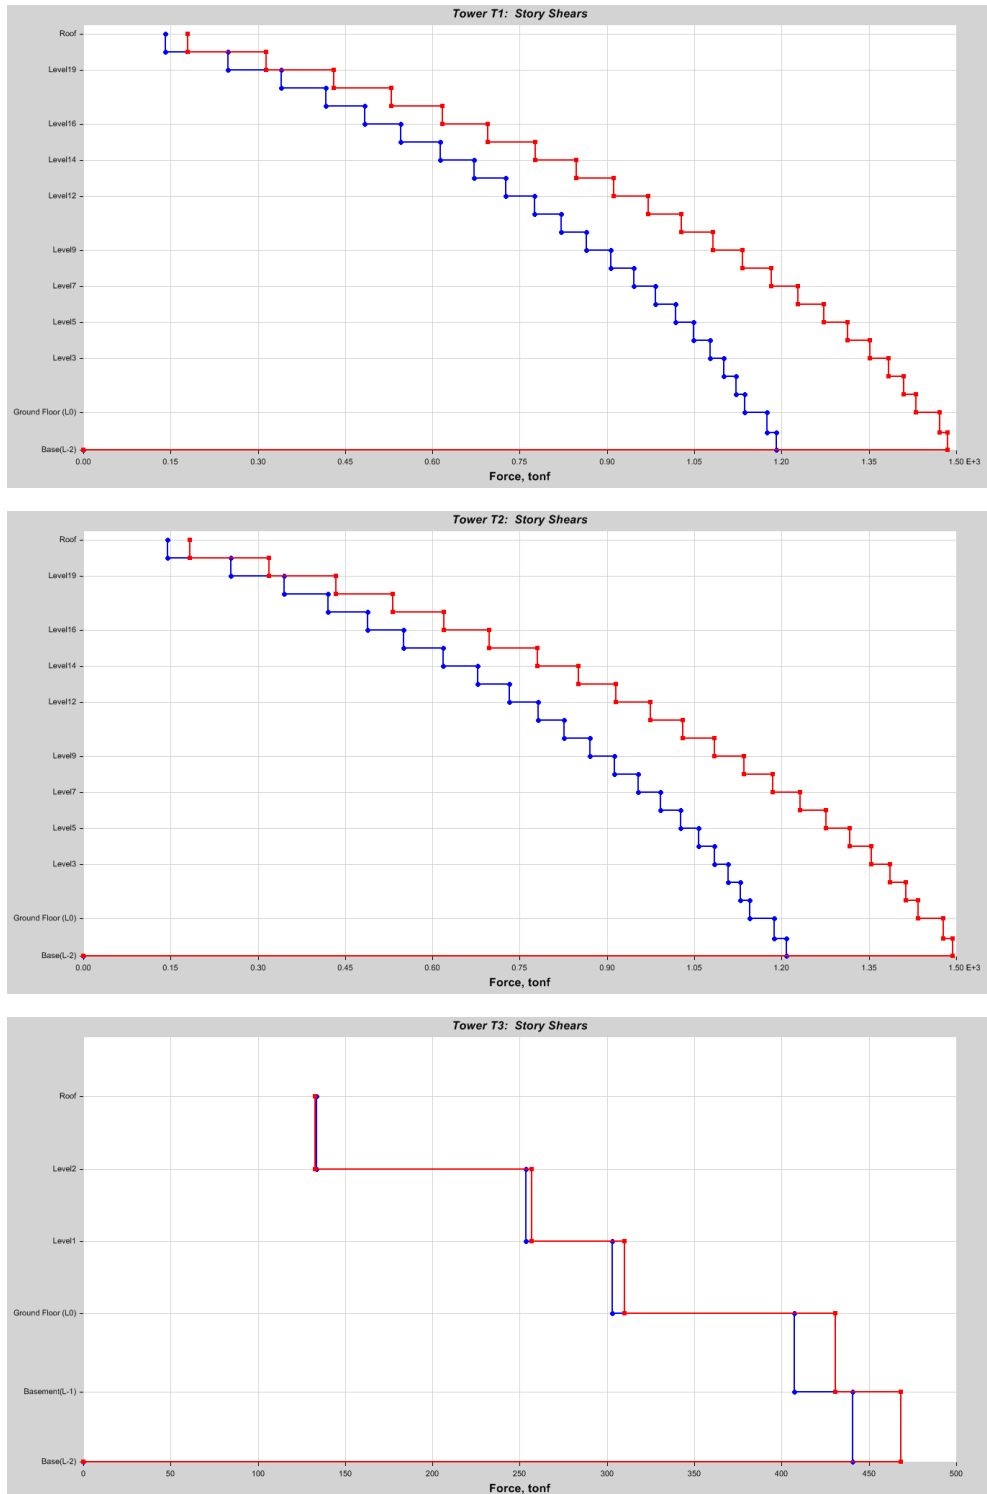 Tower T1:  Story Shears
Roof
Level19
Level16
Level14
Level12
Level9
Level7
Level5
Level3
Ground Floor (L0)
Base(L-2)
0.00 0.15 0.30 0.45 0.60 0.75 0.90 1.05 1.20 1.35 1.50 E+3
Force, tonf
Tower T2:  Story Shears
Roof
Level19
Level16
Level14
Level12
Level9
Level7
Level5
Level3
Ground Floor (L0)
Base(L-2)
0.00 0.15 0.30 0.45 0.60 0.75 0.90 1.05 1.20 1.35 1.50 E+3
Force, tonf
Tower T3:  Story Shears
Roof
Level2
Level1
Ground Floor (L0)
Basement(L-1)
Base(L-2)
0 50 100 150 200 250 300 350 400 450 500
Force, tonf